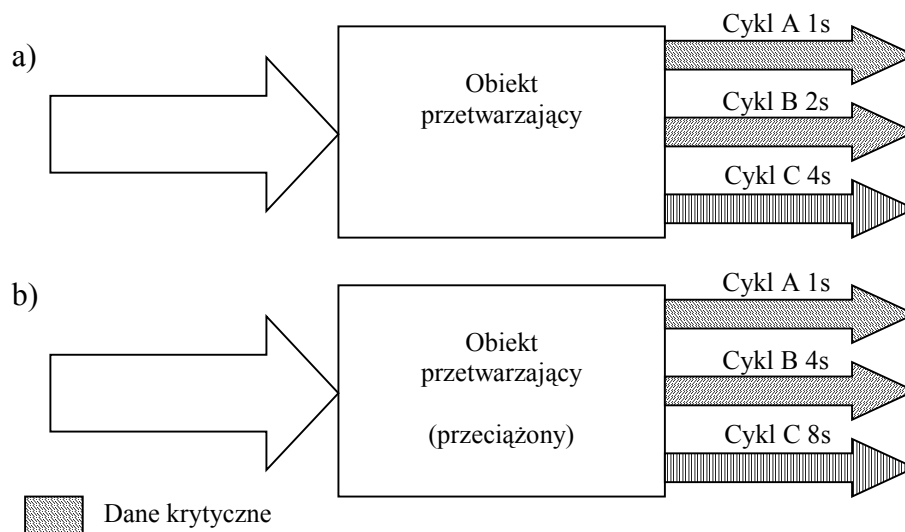 a)
Obiekt
przetwarzający
Cykl A 1s
Cykl B 2s
Cykl C 4s
b)
Obiekt
przetwarzający
(przeciążony)
Cykl A 1s
Cykl B 4s
Cykl C 8s
Dane krytyczne